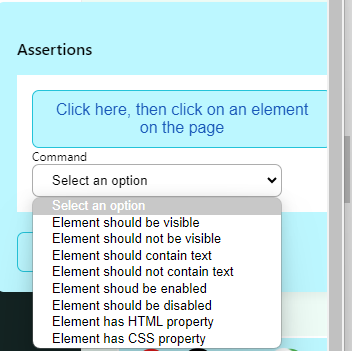 Assertions
Click here, then click on an element
on the page
Command
Select an option
Select an option
Element should be visible
Element should not be visible
Element should contain text
Element should not contain text
Element shoud be enabled
Element should be disabled
Element has HTML property
Element has CSS property